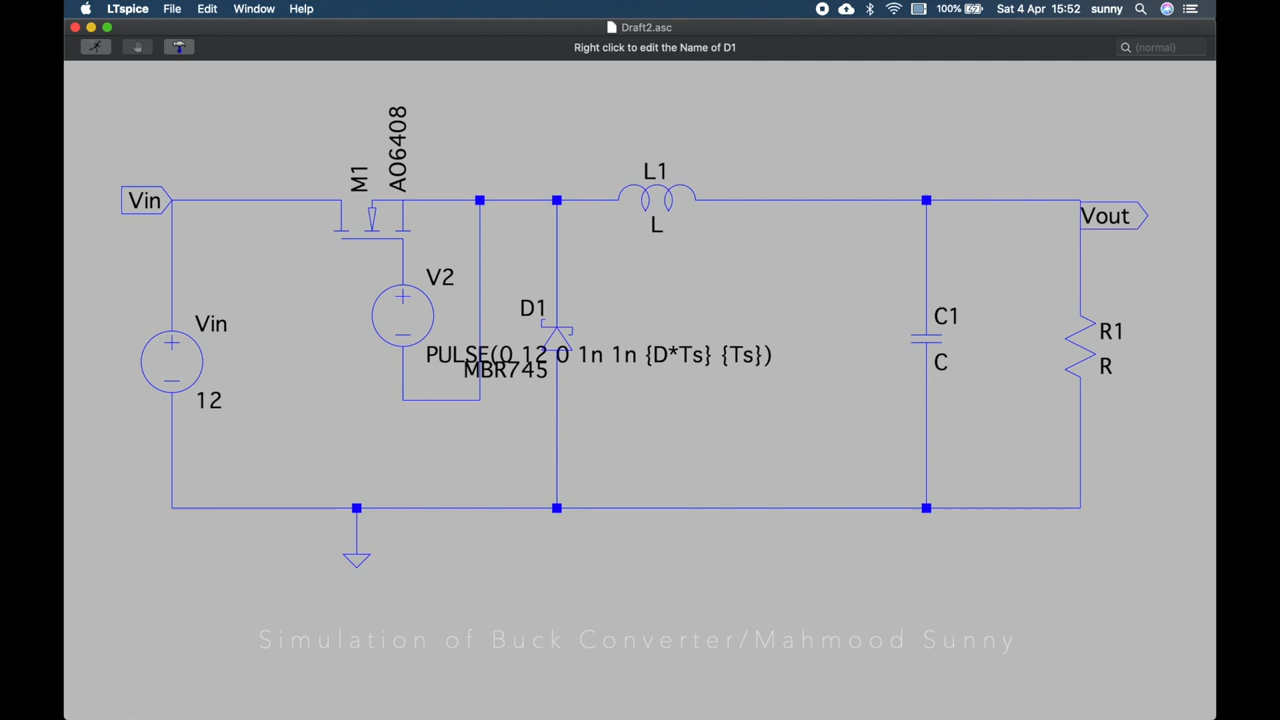 LTspice File Edit Window Help 100% Sat 4 Apr 15:52 sunny
Draft2.asc
Right click to edit the Name of D1
(normal)
M1
AO6408
L1
Vin
Vout
L
V2
D1
Vin
C1
R1
PULSE(0 12 0 1n 1n {D*Ts} {Ts})
MBR745
C
R
12
Simulation of Buck Converter/Mahmood Sunny